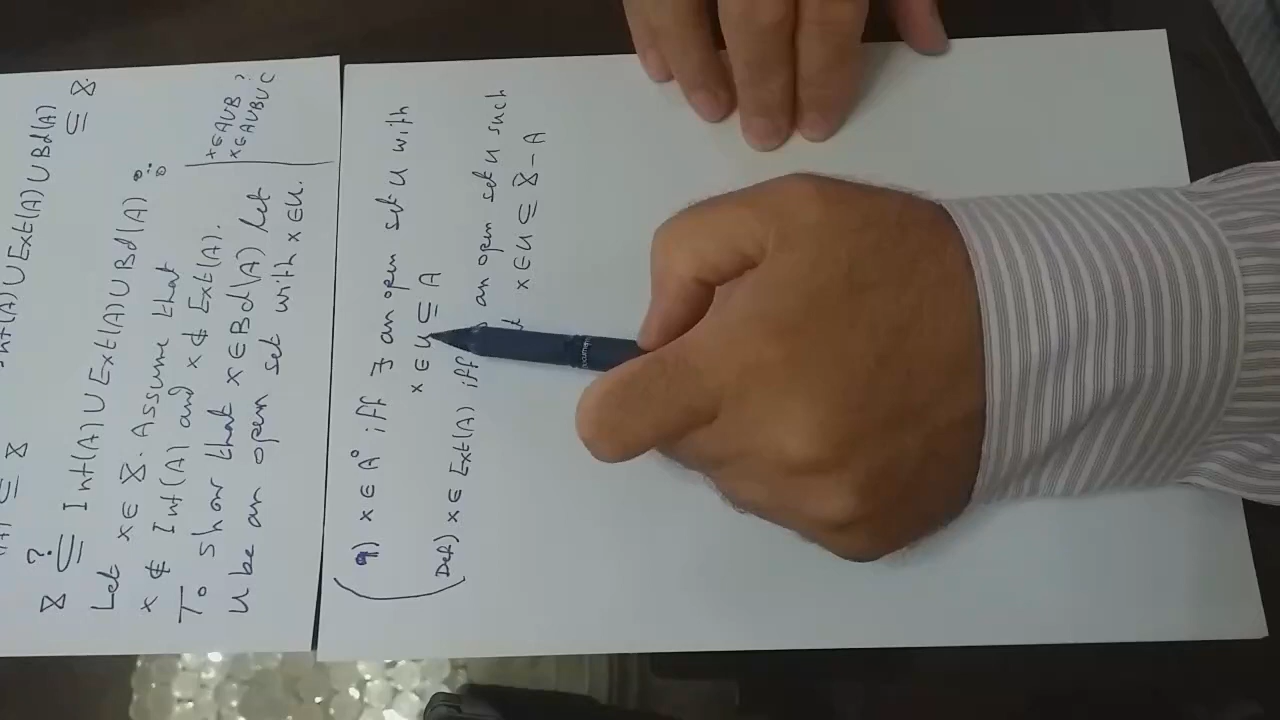 Int(A) ∪ Ext(A) ∪ Bd(A)
⊆ X.
⊆ X
X ⊆? Int(A) ∪ Ext(A) ∪ Bd(A) :
Let x ∈ X. Assume that
x ∉ Int(A) and x ∉ Ext(A).
To show that x ∈ Bd(A) let
U be an open set with x ∈ U.
x ∈ A ∪ B ?
x ∈ A ∪ B ∪ C
9) x ∈ A° iff ∃ an open set U with
x ∈ U ⊆ A
Def) x ∈ Ext(A) iff an open set U such
x ∈ U ⊆ X - A